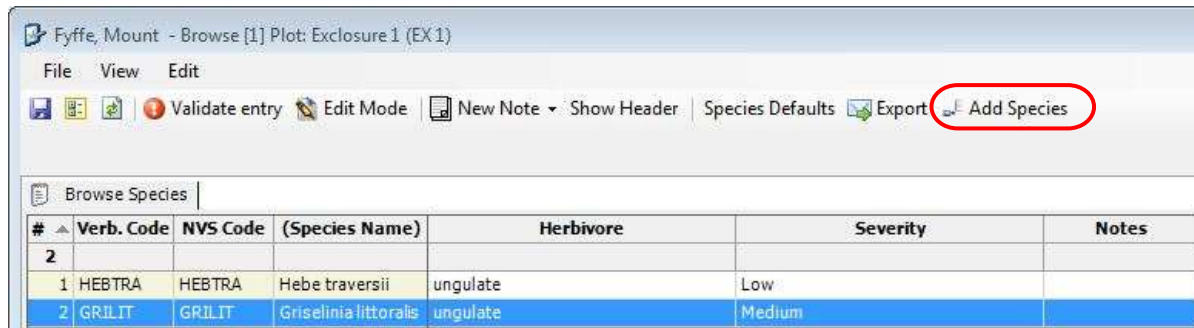 Fyffe, Mount - Browse [1] Plot: Exclosure 1 (EX 1)
File View Edit
Validate entry Edit Mode New Note Show Header Species Defaults Export Add Species
Browse Species
# Verb. Code NVS Code (Species Name) Herbivore Severity Notes
2
1 HEBTRA HEBTRA Hebe traversii ungulate Low
2 GRILIT GRILIT Griselinia littoralis ungulate Medium